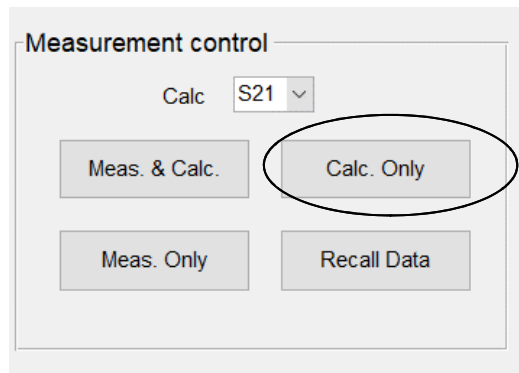 Measurement control
Calc S21
Meas. & Calc. Calc. Only
Meas. Only Recall Data